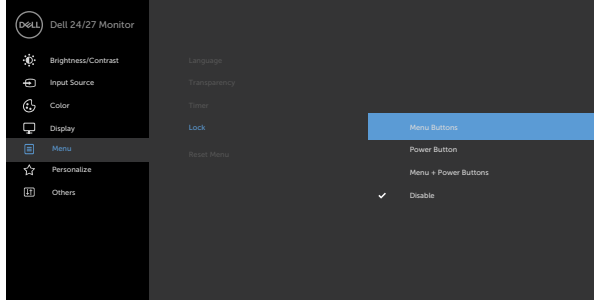 DELL Dell 24/27 Monitor
Brightness/Contrast
Input Source
Color
Display
Menu
Personalize
Others
Language
Transparency
Timer
Lock
Reset Menu
Menu Buttons
Power Button
Menu + Power Buttons
Disable